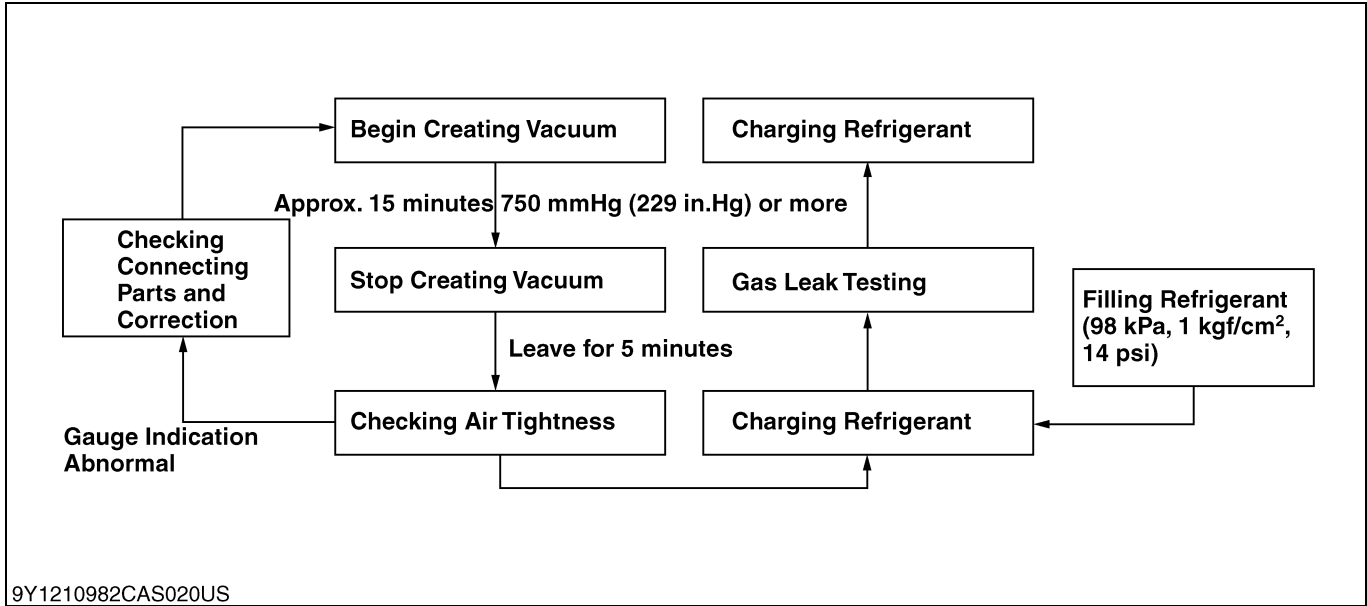 Begin Creating Vacuum
Charging Refrigerant
Approx. 15 minutes 750 mmHg (229 in.Hg) or more
Checking
Connecting
Parts and
Correction
Stop Creating Vacuum
Gas Leak Testing
Filling Refrigerant
(98 kPa, 1 kgf/cm², 
14 psi)
Leave for 5 minutes
Checking Air Tightness
Charging Refrigerant
Gauge Indication
Abnormal
9Y1210982CAS020US